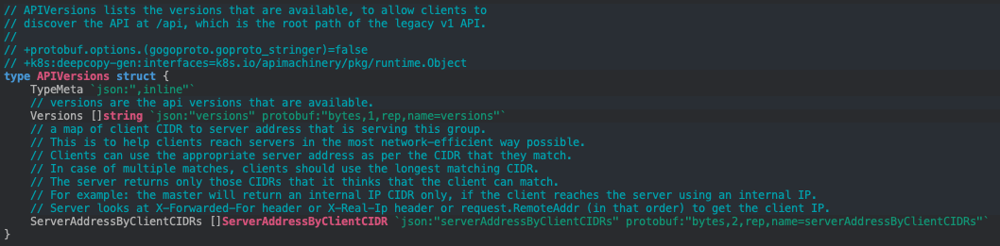 // APIVersions lists the versions that are available, to allow clients to
// discover the API at /api, which is the root path of the legacy v1 API.
//
// +protobuf.options.(gogoproto.goproto_stringer)=false
// +k8s:deepcopy-gen:interfaces=k8s.io/apimachinery/pkg/runtime.Object
type APIVersions struct {
    TypeMeta `json:",inline"`
    // versions are the api versions that are available.
    Versions []string `json:"versions" protobuf:"bytes,1,rep,name=versions"`
    // a map of client CIDR to server address that is serving this group.
    // This is to help clients reach servers in the most network-efficient way possible.
    // Clients can use the appropriate server address as per the CIDR that they match.
    // In case of multiple matches, clients should use the longest matching CIDR.
    // The server returns only those CIDRs that it thinks that the client can match.
    // For example: the master will return an internal IP CIDR only, if the client reaches the server using an internal IP.
    // Server looks at X-Forwarded-For header or X-Real-Ip header or request.RemoteAddr (in that order) to get the client IP.
    ServerAddressByClientCIDRs []ServerAddressByClientCIDR `json:"serverAddressByClientCIDRs" protobuf:"bytes,2,rep,name=serverAddressByClientCIDRs"`
}